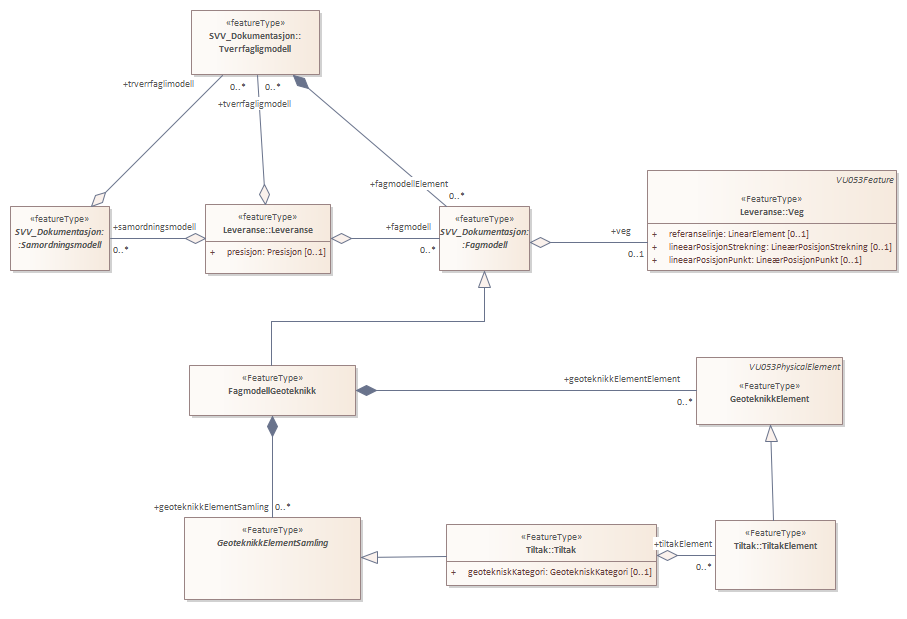 «featureType»
SVV_Dokumentasjon::
Tverrfagligmodell
+trverrfaglimodell
0..*
0..*
+tverrfagligmodell
+fagmodellElement
0..*
«featureType»
SVV_Dokumentasjon:
:Samordningsmodell
+samordningsmodell
0..*
«featureType»
Leveranse::Leveranse
+ presisjon: Presisjon [0..1]
+fagmodell
0..*
«featureType»
SVV_Dokumentasjon:
:Fagmodell
+veg
0..1
VU053Feature
«FeatureType»
Leveranse::Veg
+ referanselinje: LinearElement [0..1]
+ lineearPosisjonStrekning: LineærPosisjonStrekning [0..1]
+ lineeærPosisjonPunkt: LineærPosisjonPunkt [0..1]
«FeatureType»
FagmodellGeoteknikk
+geoteknikkElementElement
0..*
VU053PhysicalElement
«FeatureType»
GeoteknikkElement
+geoteknikkElementSamling
0..*
«FeatureType»
GeoteknikkElementSamling
«FeatureType»
Tiltak::Tiltak
+ geotekniskKategori: GeotekniskKategori [0..1]
+tiltakElement
0..*
«FeatureType»
Tiltak::TiltakElement